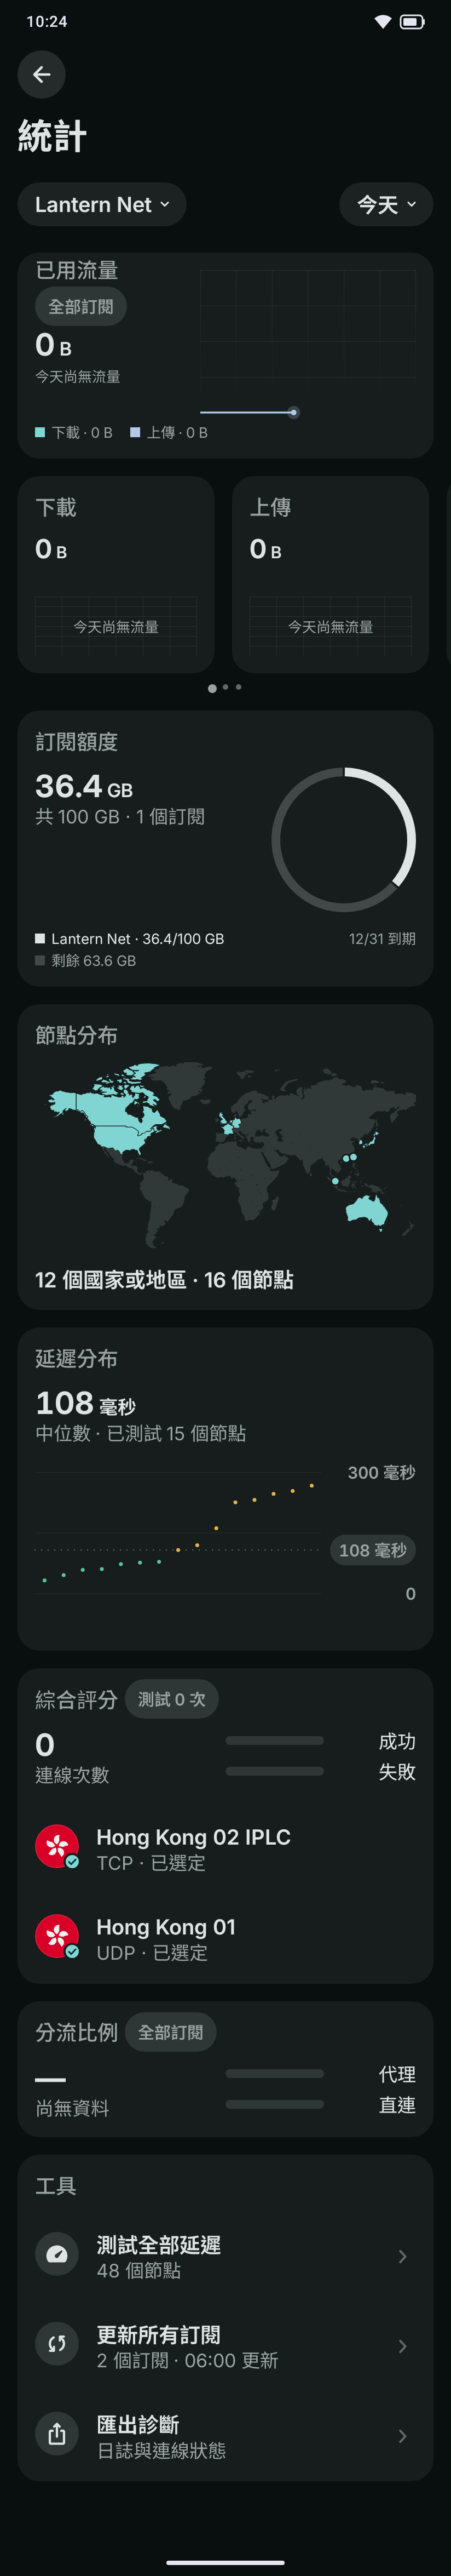 10:24
統計
Lantern Net
今天
已用流量
全部訂閱
0 B
今天尚無流量
下載 · 0 B
上傳 · 0 B
下載
0 B
今天尚無流量
上傳
0 B
今天尚無流量
訂閱額度
36.4 GB
共 100 GB · 1 個訂閱
Lantern Net · 36.4/100 GB
12/31 到期
剩餘 63.6 GB
節點分布
12 個國家或地區 · 16 個節點
延遲分布
108 毫秒
中位數 · 已測試 15 個節點
300 毫秒
108 毫秒
0
綜合評分
測試 0 次
0
連線次數
成功
失敗
Hong Kong 02 IPLC
TCP · 已選定
Hong Kong 01
UDP · 已選定
分流比例
全部訂閱
—
尚無資料
代理
直連
工具
測試全部延遲
48 個節點
更新所有訂閱
2 個訂閱 · 06:00 更新
匯出診斷
日誌與連線狀態